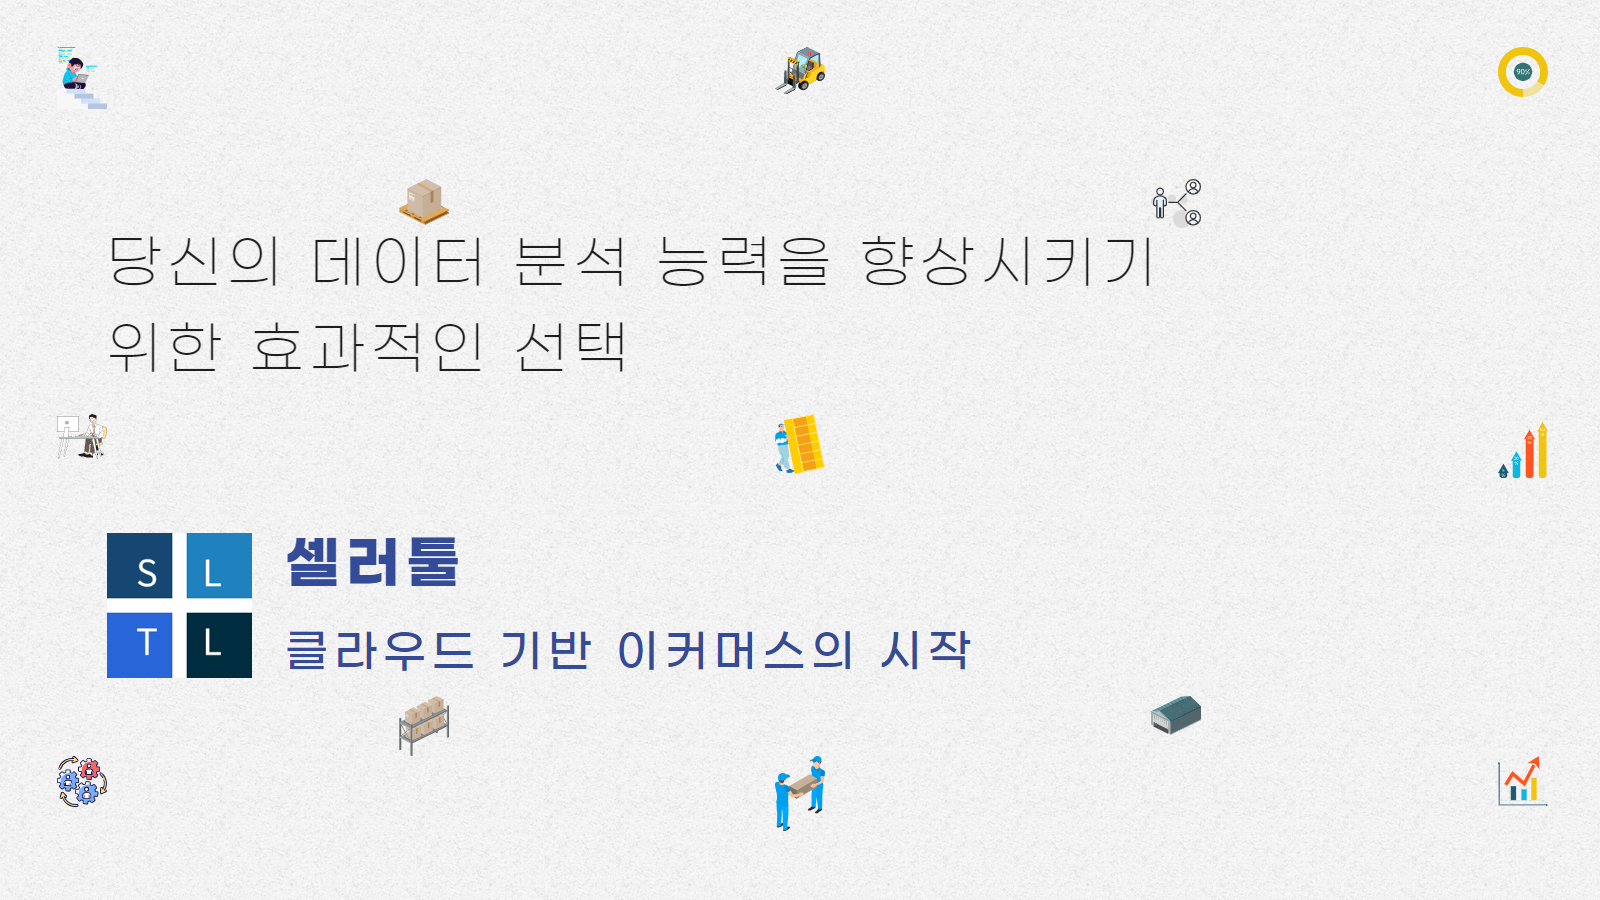 90%
당신의 데이터 분석 능력을 향상시키기
위한 효과적인 선택
S L
T L
셀러툴
클라우드 기반 이커머스의 시작